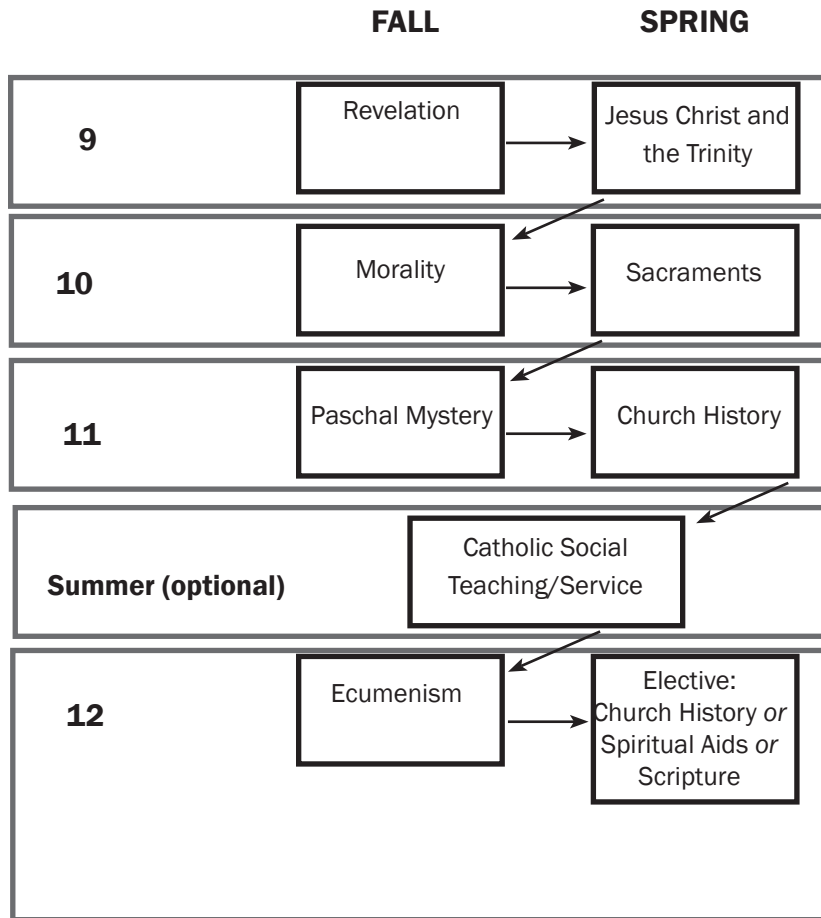 FALL
SPRING
9
Revelation
Jesus Christ and
the Trinity
10
Morality
Sacraments
11
Paschal Mystery
Church History
Summer (optional)
Catholic Social
Teaching/Service
12
Ecumenism
Elective:
Church History or
Spiritual Aids or
Scripture